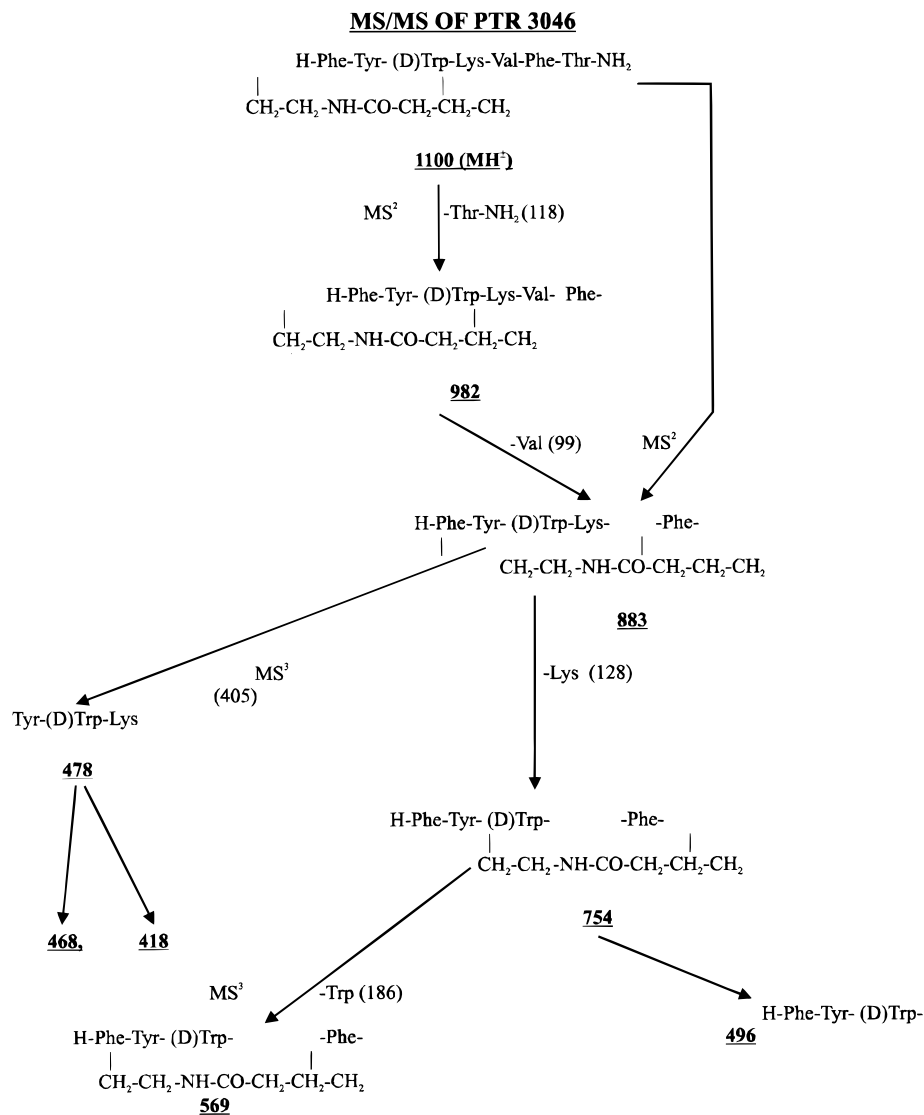 MS/MS OF PTR 3046
H-Phe-Tyr- (D)Trp-Lys-Val-Phe-Thr-NH₂
CH₂-CH₂-NH-CO-CH₂-CH₂-CH₂
1100 (MH⁺)
MS² -Thr-NH₂ (118)
H-Phe-Tyr- (D)Trp-Lys-Val- Phe-
CH₂-CH₂-NH-CO-CH₂-CH₂-CH₂
982
-Val (99) MS²
H-Phe-Tyr- (D)Trp-Lys- -Phe-
CH₂-CH₂-NH-CO-CH₂-CH₂-CH₂
883
MS³ -Lys (128)
(405)
Tyr-(D)Trp-Lys
478
H-Phe-Tyr- (D)Trp- -Phe-
CH₂-CH₂-NH-CO-CH₂-CH₂-CH₂
754
468, 418
MS³ -Trp (186)
H-Phe-Tyr- (D)Trp-
496
H-Phe-Tyr- (D)Trp- -Phe-
CH₂-CH₂-NH-CO-CH₂-CH₂-CH₂
569